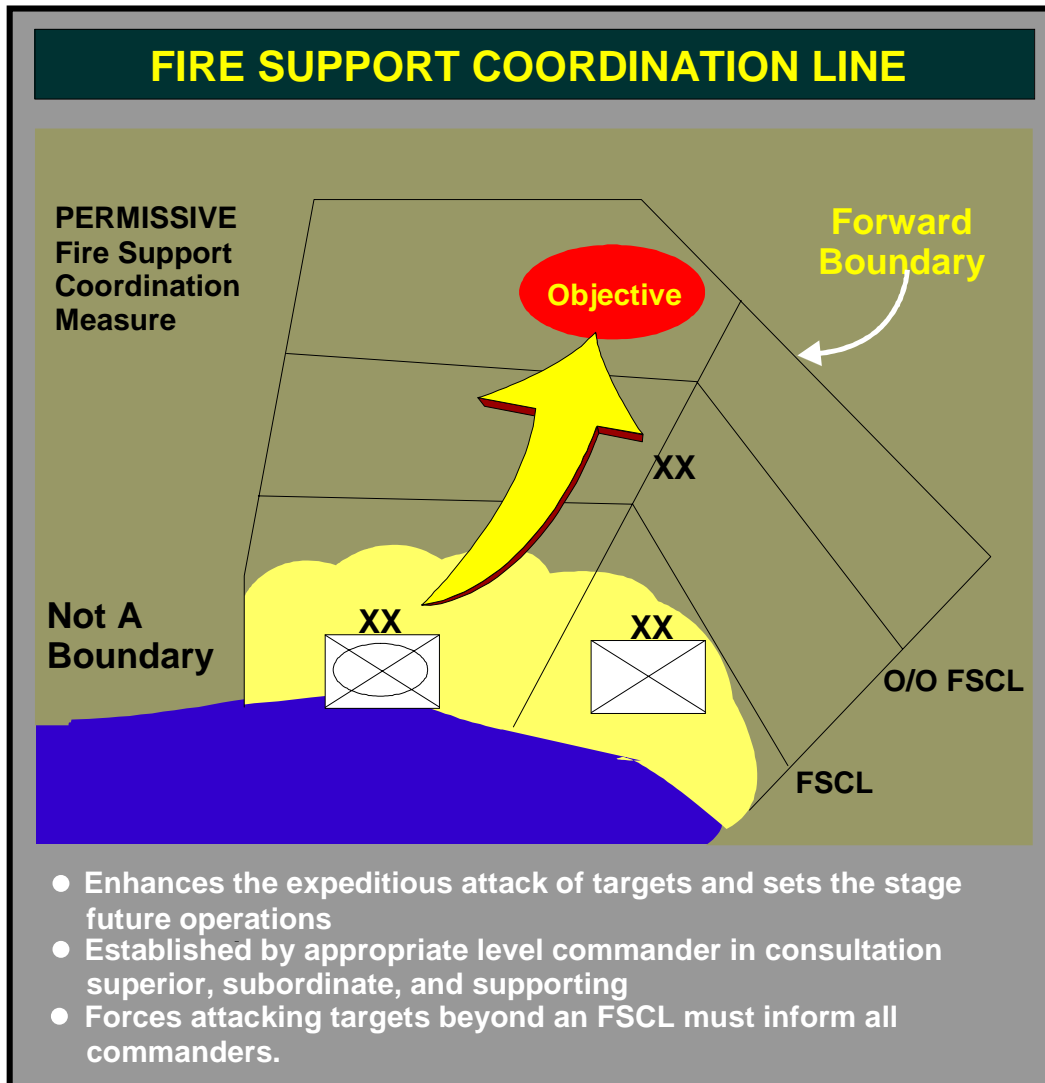 FIRE SUPPORT COORDINATION LINE
PERMISSIVE
Fire Support
Coordination
Measure
Forward
Boundary
Objective
XX
Not A
Boundary
XX
XX
O/O FSCL
FSCL
● Enhances the expeditious attack of targets and sets the stage
future operations
● Established by appropriate level commander in consultation
superior, subordinate, and supporting
● Forces attacking targets beyond an FSCL must inform all
commanders.